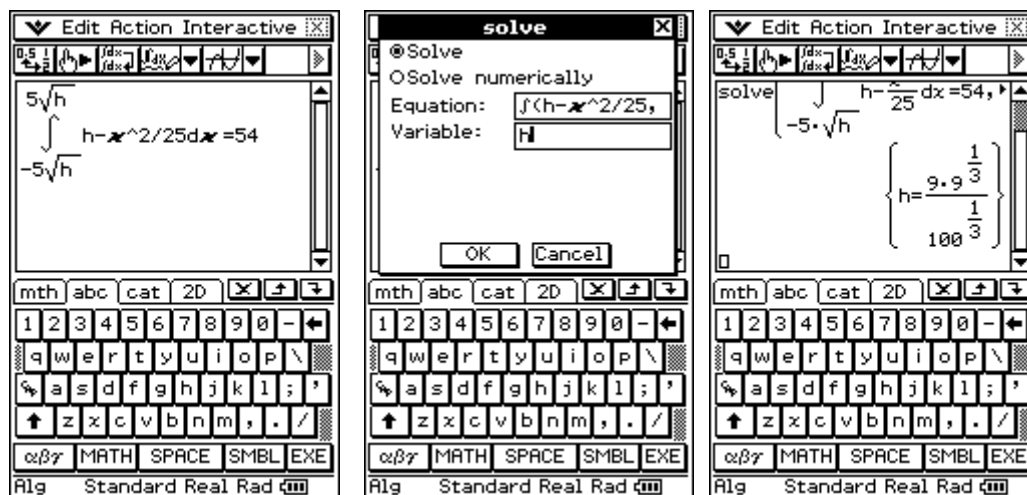 Edit Action Interactive
5√h
∫ h-x^2/25dx=54
-5√h
mth abc cat 2D
1 2 3 4 5 6 7 8 9 0 -
q w e r t y u i o p \
a s d f g h j k l ; '
z x c v b n m , . /
αβγ MATH SPACE SMBL EXE
Alg Standard Real Rad
solve
Solve
Solve numerically
Equation: ∫(h-x^2/25,
Variable: h
OK Cancel
mth abc cat 2D
1 2 3 4 5 6 7 8 9 0 -
q w e r t y u i o p \
a s d f g h j k l ; '
z x c v b n m , . /
αβγ MATH SPACE SMBL EXE
Alg Standard Real Rad
Edit Action Interactive
solve( ∫ h- /25 dx=54,
-5·√h
{h=9·9^(1/3)/100^(1/3)}
mth abc cat 2D
1 2 3 4 5 6 7 8 9 0 -
q w e r t y u i o p \
a s d f g h j k l ; '
z x c v b n m , . /
αβγ MATH SPACE SMBL EXE
Alg Standard Real Rad